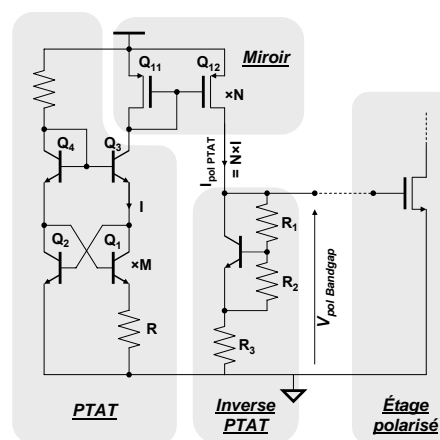 Miroir
Q11
Q12
×N
Q4
Q3
Ipol PTAT
= N×I
I
Q2
Q1
×M
R1
R2
R
R3
Vpol Bandgap
PTAT
Inverse
PTAT
Étage
polarisé